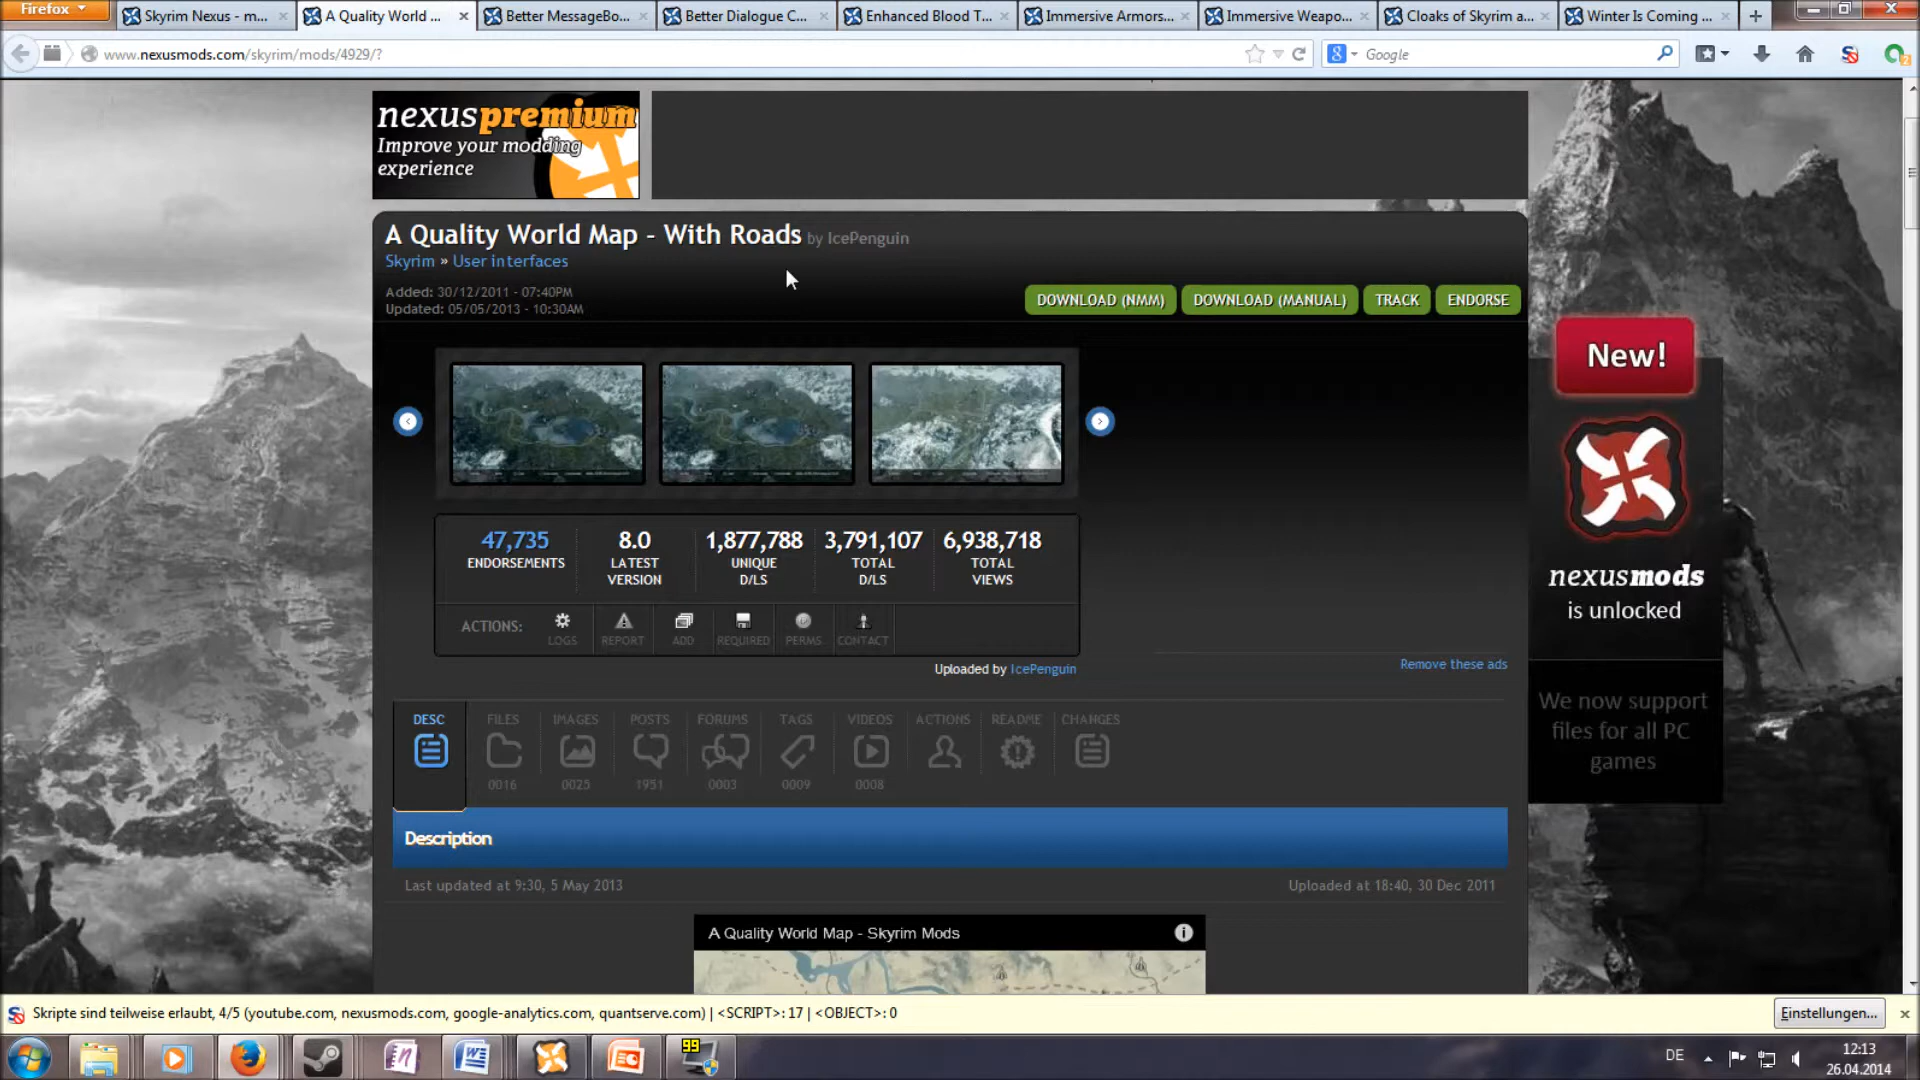 Firefox
Skyrim Nexus - m...
A Quality World ...
Better MessageBo...
Better Dialogue C...
Enhanced Blood T...
Immersive Armors...
Immersive Weapo...
Cloaks of Skyrim a...
Winter Is Coming ...
www.nexusmods.com/skyrim/mods/4929/?
Google
nexuspremium
Improve your modding
experience
A Quality World Map - With Roads by IcePenguin
Skyrim » User interfaces
Added: 30/12/2011 - 07:40PM
Updated: 05/05/2013 - 10:30AM
DOWNLOAD (NMM)
DOWNLOAD (MANUAL)
TRACK
ENDORSE
47,735
ENDORSEMENTS
8.0
LATEST
VERSION
1,877,788
UNIQUE
D/LS
3,791,107
TOTAL
D/LS
6,938,718
TOTAL
VIEWS
ACTIONS:
LOGS
REPORT
ADD
REQUIRED
PERMS
CONTACT
Uploaded by IcePenguin
Remove these ads
New!
nexusmods
is unlocked
We now support
files for all PC
games
DESC
FILES
0016
IMAGES
0025
POSTS
1951
FORUMS
0003
TAGS
0009
VIDEOS
0008
ACTIONS
README
CHANGES
Description
Last updated at 9:30, 5 May 2013
Uploaded at 18:40, 30 Dec 2011
A Quality World Map - Skyrim Mods
Skripte sind teilweise erlaubt, 4/5 (youtube.com, nexusmods.com, google-analytics.com, quantserve.com) | <SCRIPT>: 17 | <OBJECT>: 0
Einstellungen...
99
DE
12:13
26.04.2014